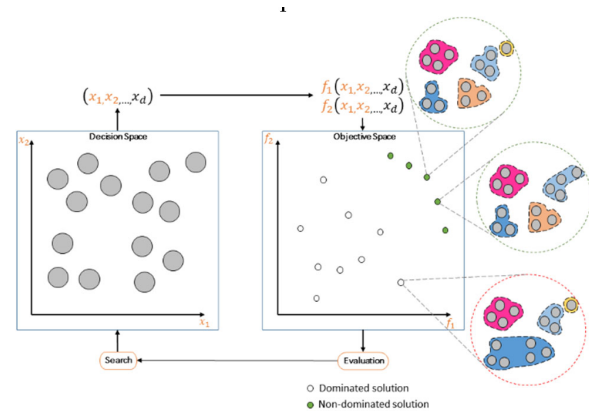 (x1,x2,...,xd)
f1(x1,x2,...,xd)
f2(x1,x2,...,xd)
Decision Space
Objective Space
x2
f2
x1
f1
Search
Evaluation
Dominated solution
Non-dominated solution